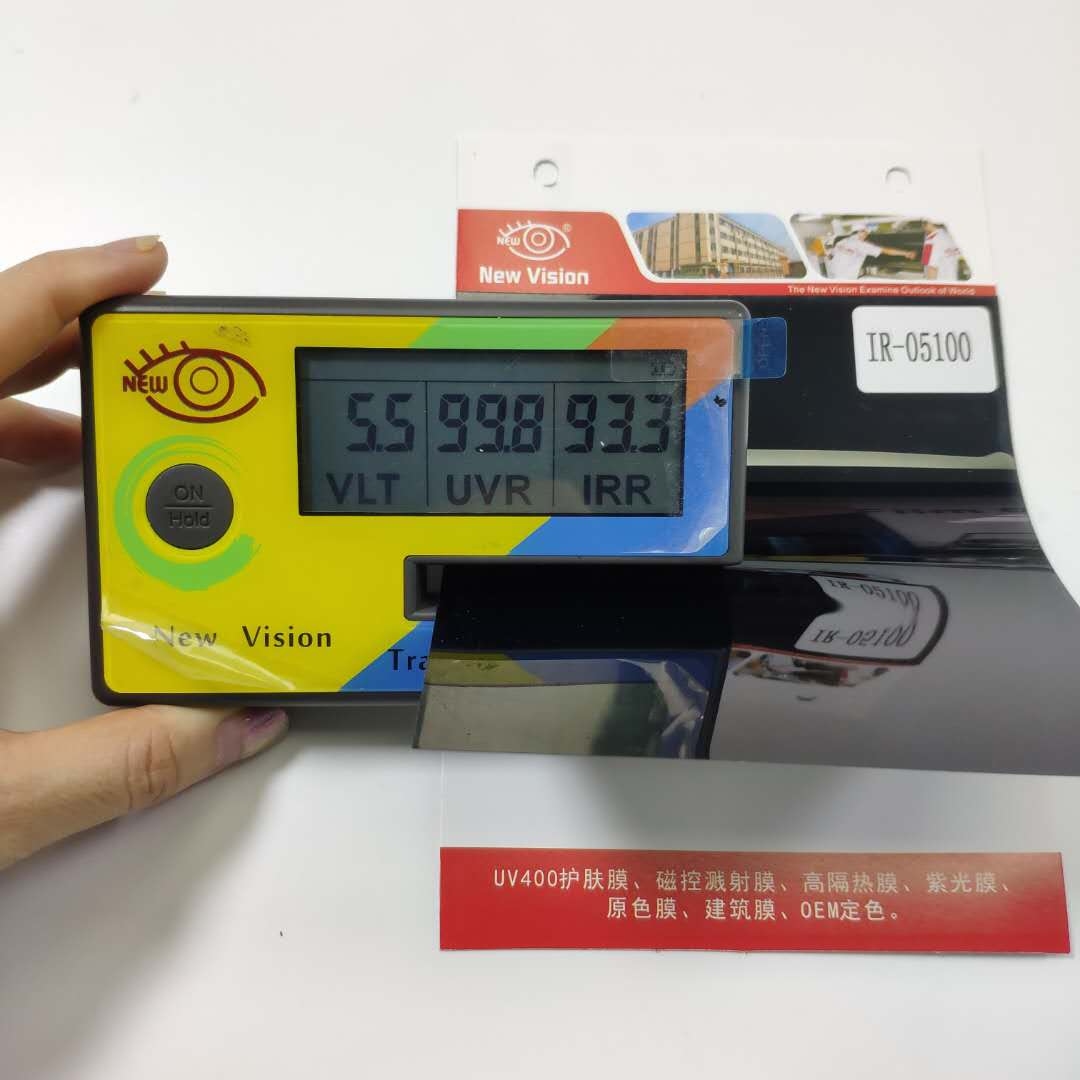 NEW
New Vision
The New Vision Examine Outlook of World
IR-05100
NEW
5.5 99.8 93.3
VLT UVR IRR
ON
Hold
New Vision
Tra
IR-05100
IR-05100
UV400护肤膜、磁控溅射膜、高隔热膜、紫光膜、
原色膜、建筑膜、OEM定色。